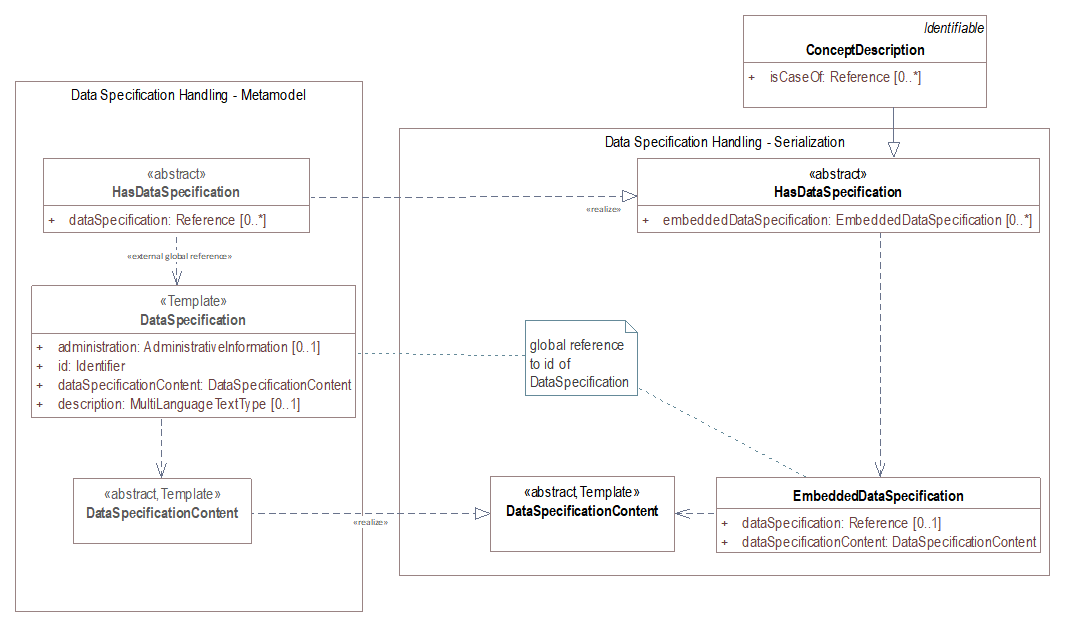 Identifiable
ConceptDescription
+ isCaseOf: Reference [0..*]
Data Specification Handling - Metamodel
«abstract»
HasDataSpecification
+ dataSpecification: Reference [0..*]
«external global reference»
«Template»
DataSpecification
+ administration: AdministrativeInformation [0..1]
+ id: Identifier
+ dataSpecificationContent: DataSpecificationContent
+ description: MultiLanguageTextType [0..1]
«abstract,Template»
DataSpecificationContent
«realize»
«realize»
Data Specification Handling - Serialization
«abstract»
HasDataSpecification
+ embeddedDataSpecification: EmbeddedDataSpecification [0..*]
global reference
to id of
DataSpecification
«abstract,Template»
DataSpecificationContent
EmbeddedDataSpecification
+ dataSpecification: Reference [0..1]
+ dataSpecificationContent: DataSpecificationContent